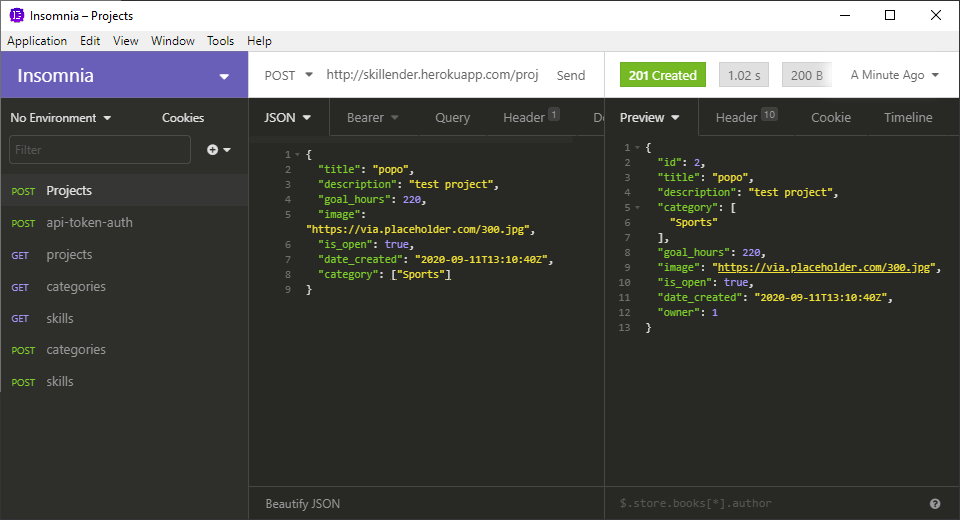 Insomnia – Projects
Application Edit View Window Tools Help
Insomnia
POST http://skillender.herokuapp.com/proj Send
201 Created 1.02 s 200 B A Minute Ago
No Environment Cookies
JSON Bearer Query Header 1
Preview Header 10 Cookie Timeline
Filter
POST Projects
POST api-token-auth
GET projects
GET categories
GET skills
POST categories
POST skills
1 {
2 "title": "popo",
3 "description": "test project",
4 "goal_hours": 220,
5 "image":
"https://via.placeholder.com/300.jpg",
6 "is_open": true,
7 "date_created": "2020-09-11T13:10:40Z",
8 "category": ["Sports"]
9 }
1 {
2 "id": 2,
3 "title": "popo",
4 "description": "test project",
5 "category": [
6 "Sports"
7 ],
8 "goal_hours": 220,
9 "image": "https://via.placeholder.com/300.jpg",
10 "is_open": true,
11 "date_created": "2020-09-11T13:10:40Z",
12 "owner": 1
13 }
Beautify JSON
$.store.books[*].author